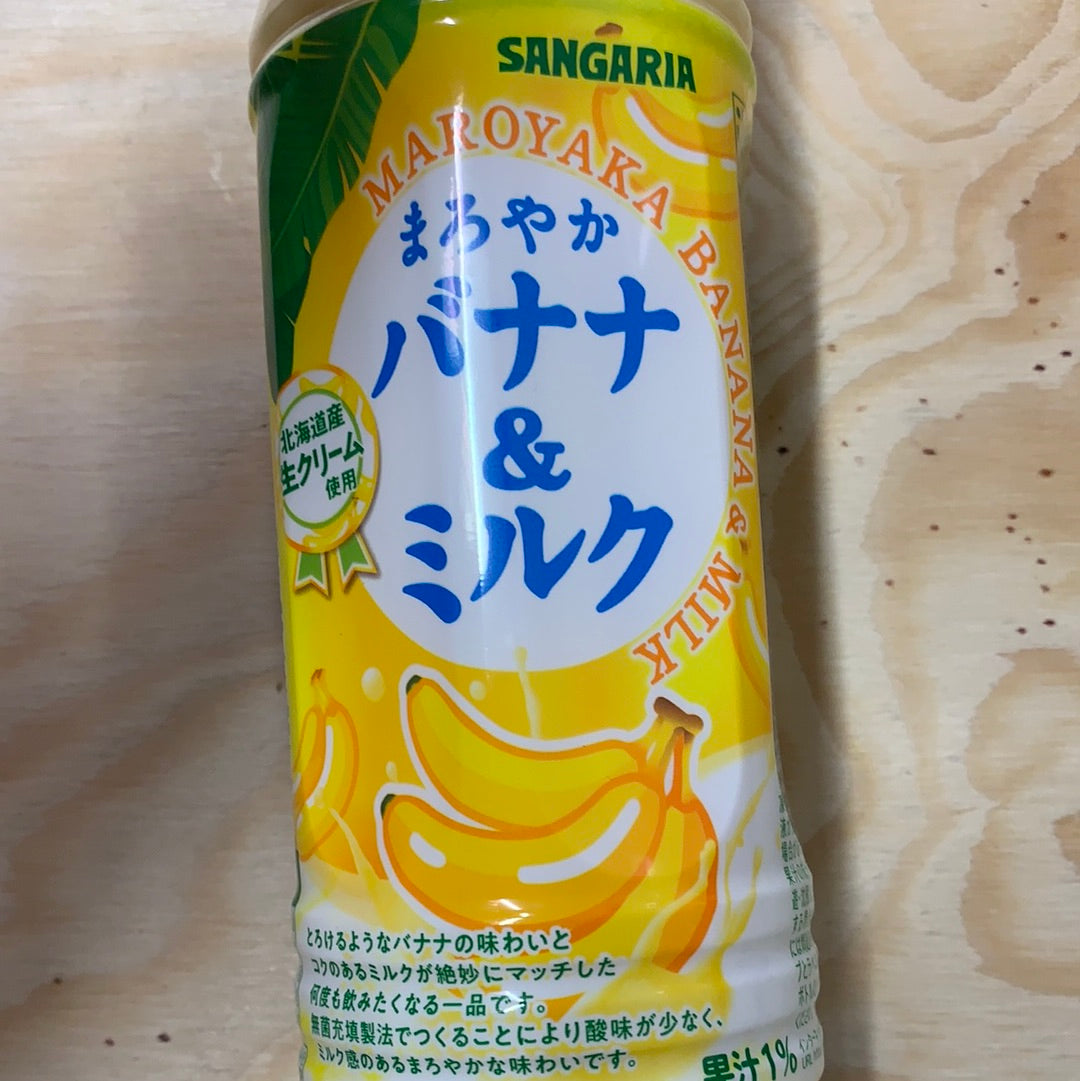 SANGARIA
MAROYAKA BANANA & MILK
まろやか
バナナ
&
ミルク
北海道産
生クリーム
使用
とろけるようなバナナの味わいと
コクのあるミルクが絶妙にマッチした
何度も飲みたくなる一品です。
無菌充填製法でつくることにより酸味が少なく、
ミルク感のあるまろやかな味わいです。
果汁1%